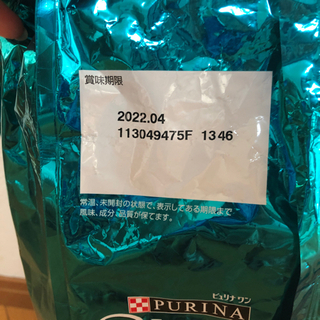 賞味期限
2022.04
113049475F 1346
常温、未開封の状態で、表示してある期限まで
風味、成分、品質が保てます。
ピュリナ ワン
PURINA